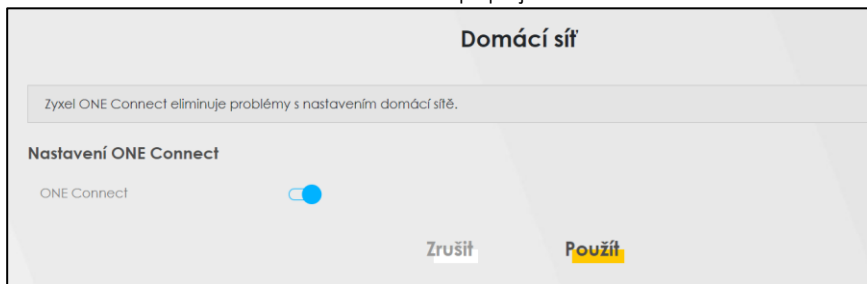 Domácí síť
Zyxel ONE Connect eliminuje problémy s nastavením domácí sítě.
Nastavení ONE Connect
ONE Connect
Zrušit Použít